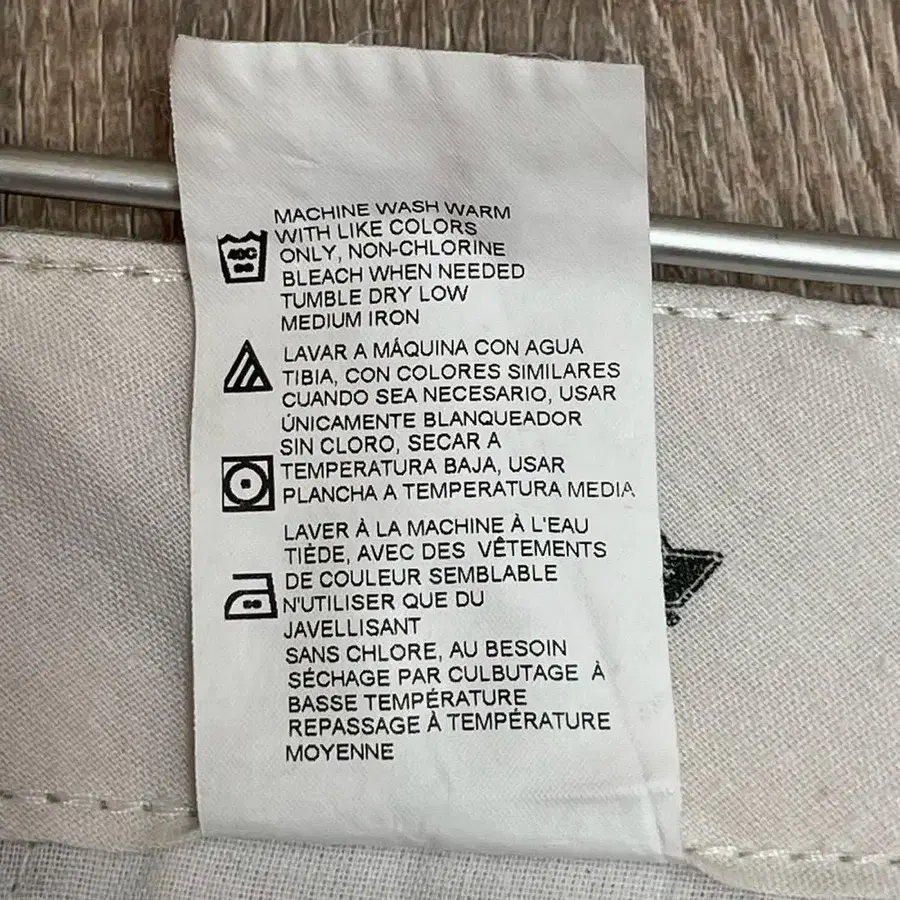 MACHINE WASH WARM
WITH LIKE COLORS
ONLY, NON-CHLORINE
BLEACH WHEN NEEDED
TUMBLE DRY LOW
MEDIUM IRON
40C
LAVAR A MÁQUINA CON AGUA
TIBIA, CON COLORES SIMILARES
CUANDO SEA NECESARIO, USAR
ÚNICAMENTE BLANQUEADOR
SIN CLORO, SECAR A
TEMPERATURA BAJA, USAR
PLANCHA A TEMPERATURA MEDIA
LAVER À LA MACHINE À L'EAU
TIÈDE, AVEC DES VÊTEMENTS
DE COULEUR SEMBLABLE
N'UTILISER QUE DU
JAVELLISANT
SANS CHLORE, AU BESOIN
SÉCHAGE PAR CULBUTAGE À
BASSE TEMPÉRATURE
REPASSAGE À TEMPÉRATURE
MOYENNE